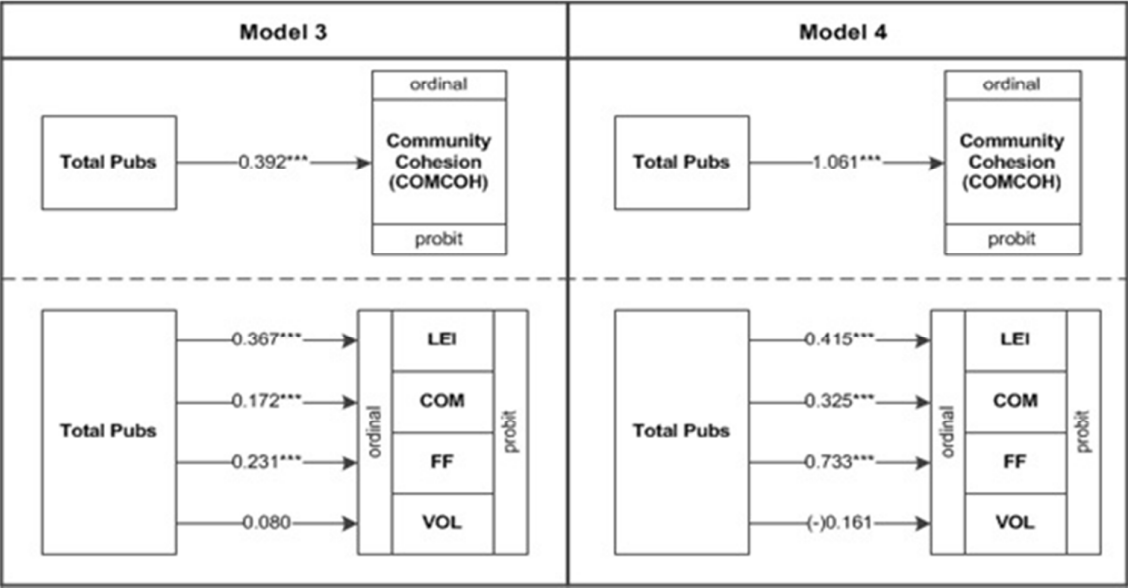 Model 3
Model 4
ordinal
Total Pubs
0.392***
Community
Cohesion
(COMCOH)
probit
ordinal
Total Pubs
1.061***
Community
Cohesion
(COMCOH)
probit
Total Pubs
0.367***
0.172***
0.231***
0.080
ordinal
LEI
COM
FF
VOL
probit
Total Pubs
0.415***
0.325***
0.733***
(-)0.161
ordinal
LEI
COM
FF
VOL
probit